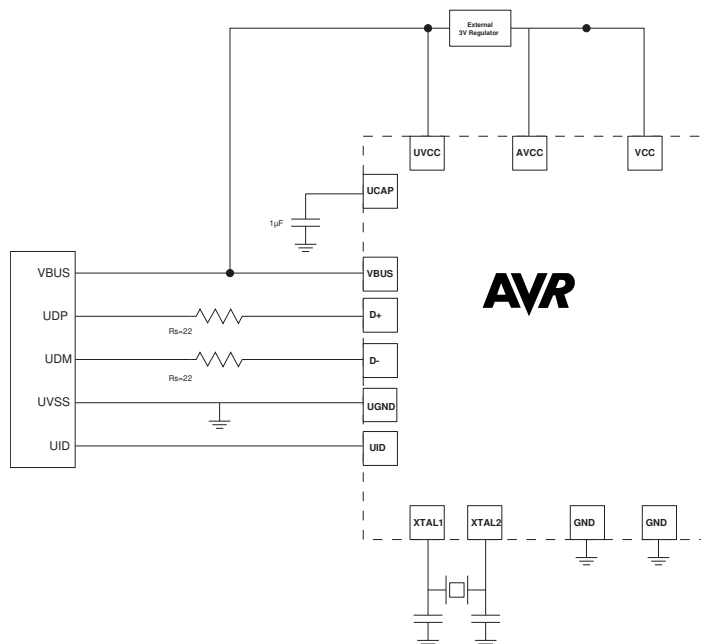 External
3V Regulator
UVCC
AVCC
VCC
UCAP
1µF
VBUS
VBUS
AVR
UDP
D+
Rs=22
UDM
D-
Rs=22
UVSS
UGND
UID
UID
XTAL1
XTAL2
GND
GND